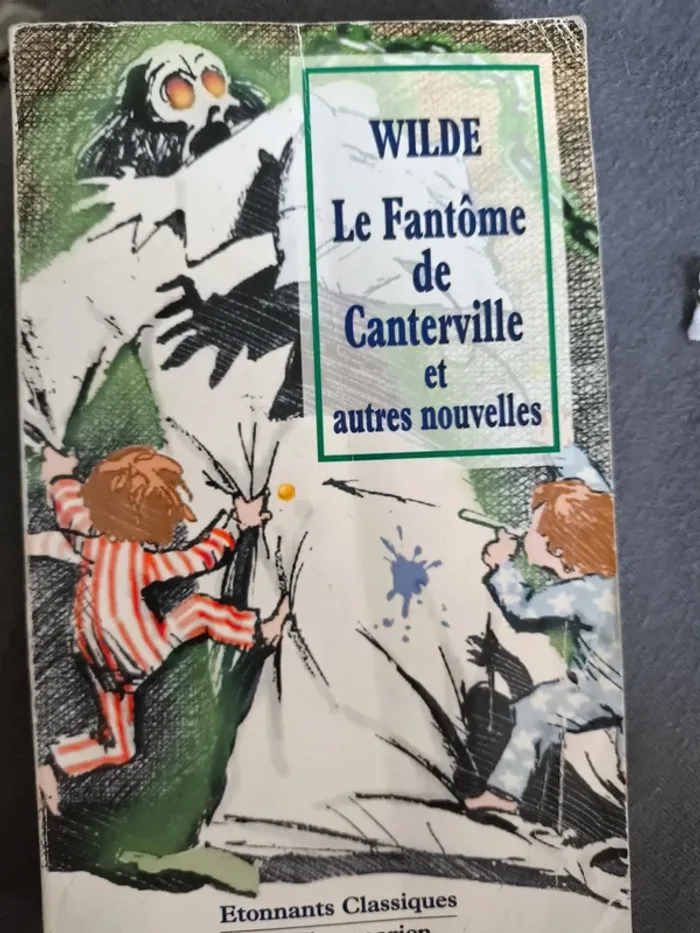 WILDE
Le Fantôme
de
Canterville
et
autres nouvelles
Etonnants Classiques